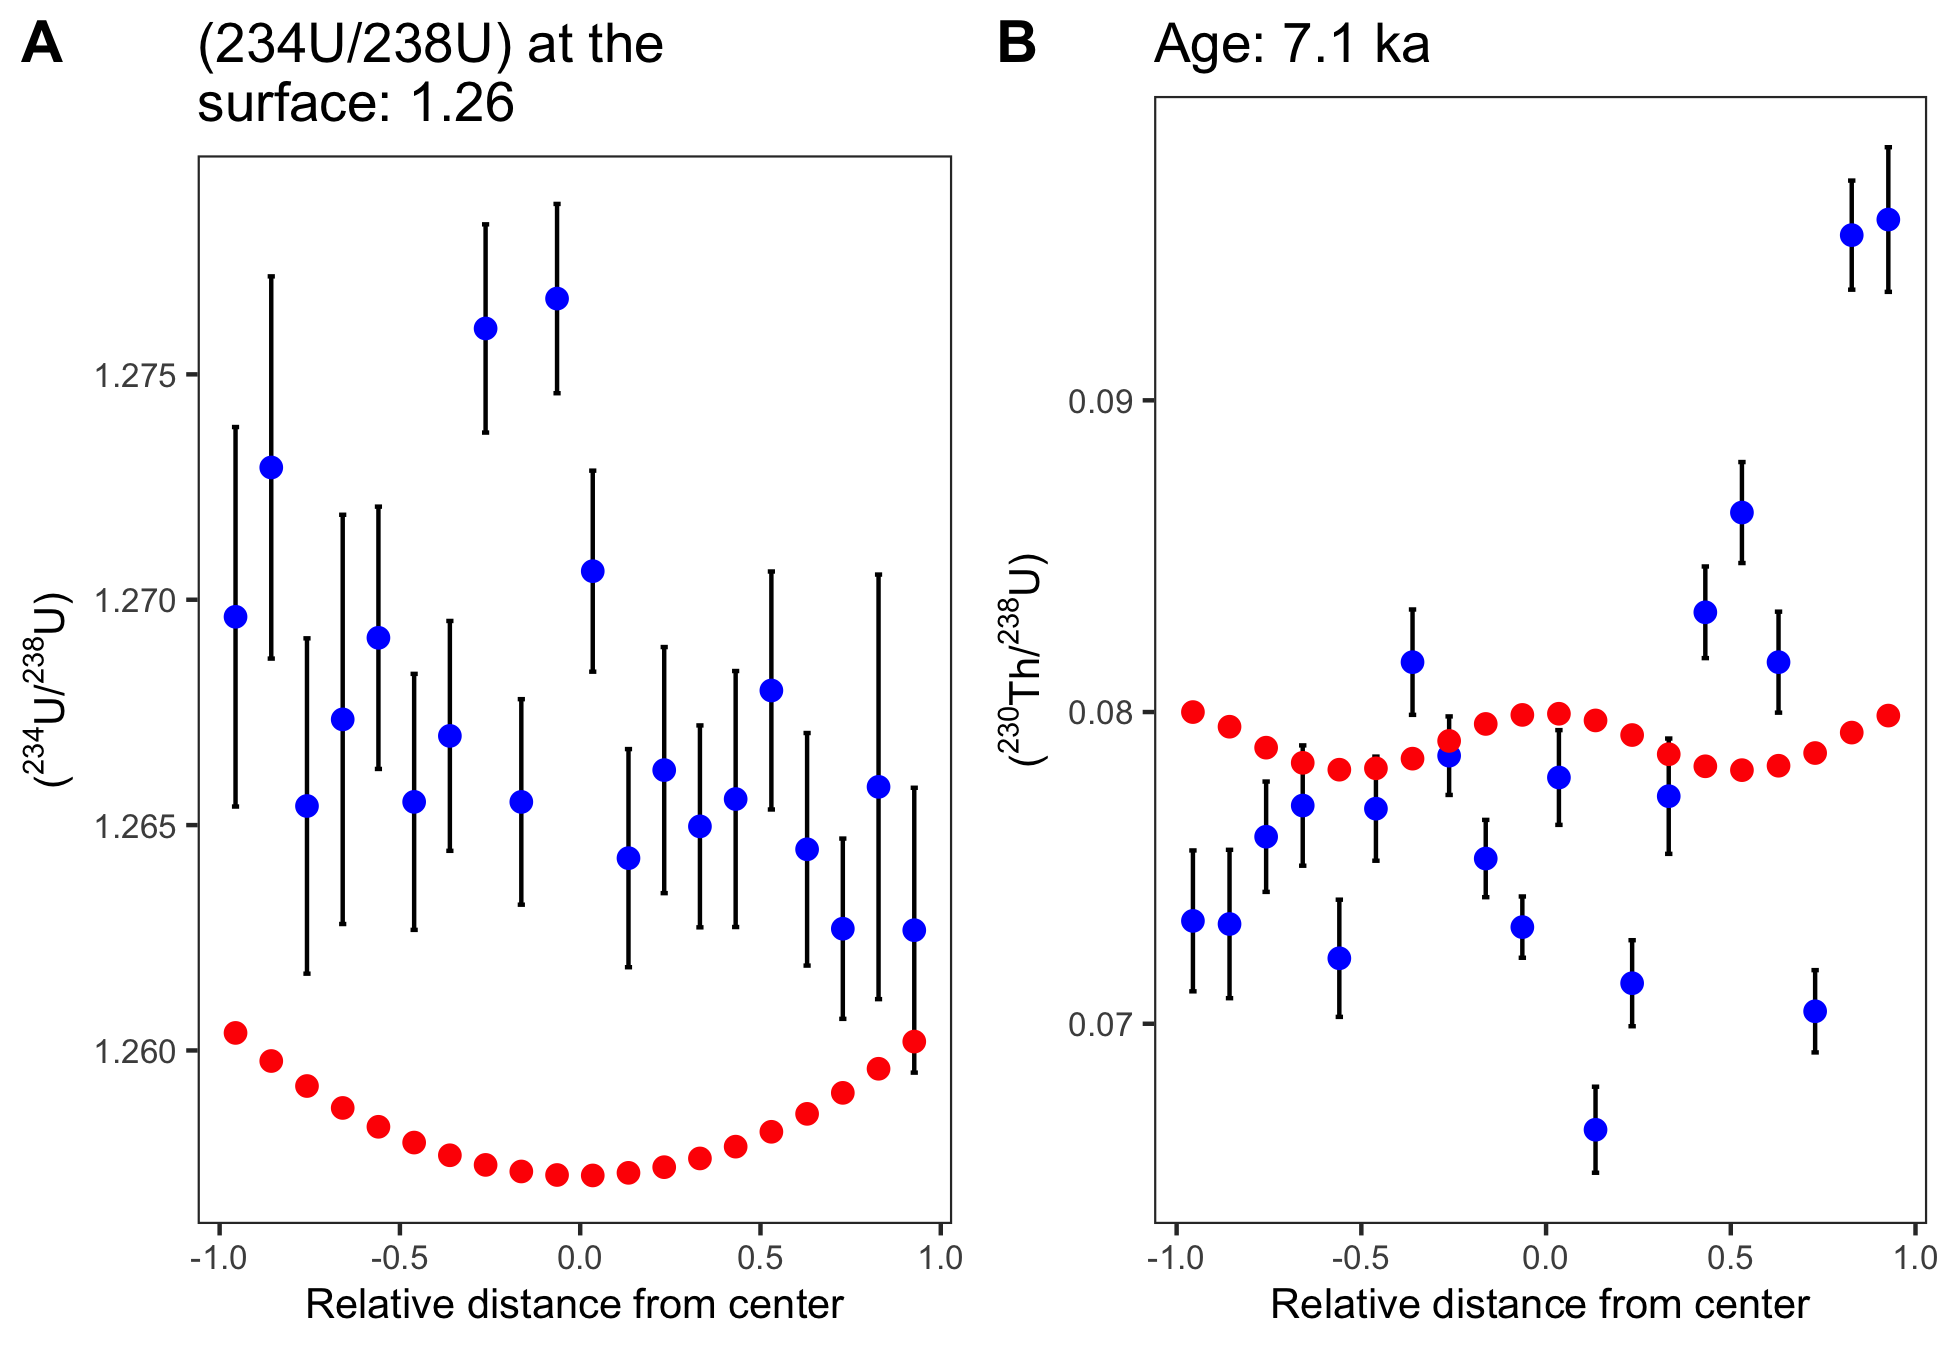 A
(234U/238U) at the
surface: 1.26
(²³⁴U/²³⁸U)
1.275
1.270
1.265
1.260
-1.0 -0.5 0.0 0.5 1.0
Relative distance from center
B
Age: 7.1 ka
(²³⁰Th/²³⁸U)
0.09
0.08
0.07
-1.0 -0.5 0.0 0.5 1.0
Relative distance from center